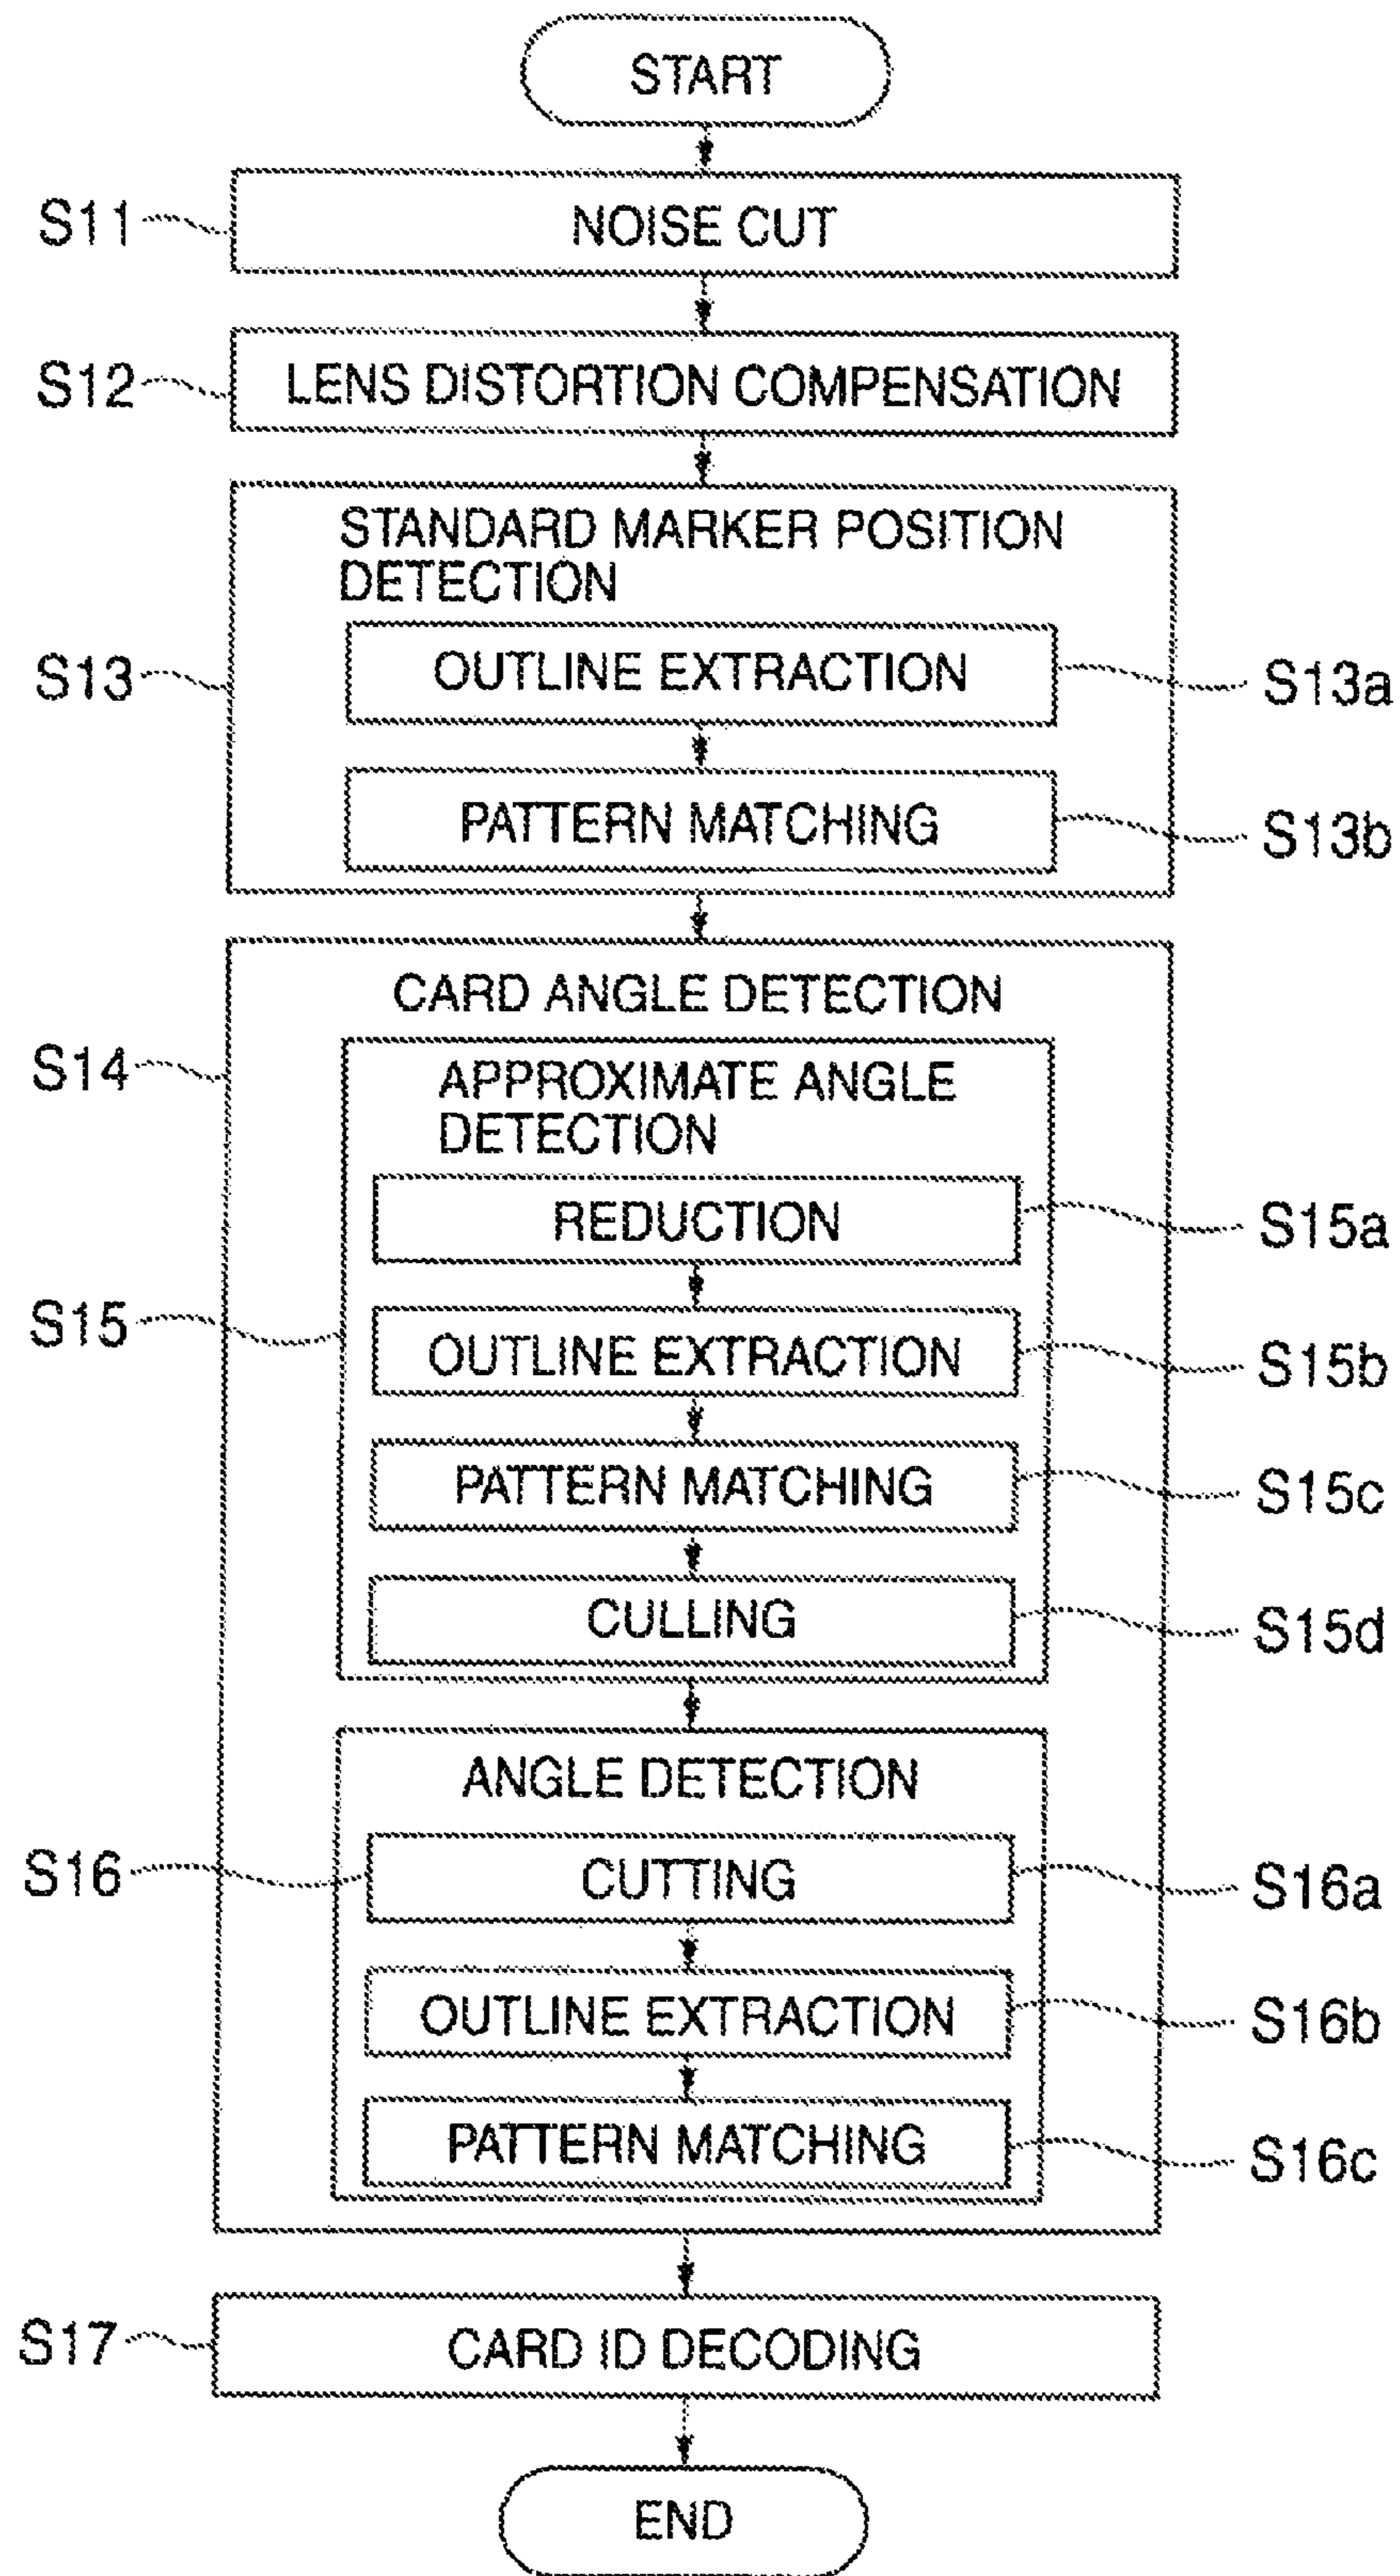 START
S11
NOISE CUT
S12
LENS DISTORTION COMPENSATION
S13
STANDARD MARKER POSITION
DETECTION
OUTLINE EXTRACTION
S13a
PATTERN MATCHING
S13b
CARD ANGLE DETECTION
S14
APPROXIMATE ANGLE
DETECTION
REDUCTION
S15a
S15
OUTLINE EXTRACTION
S15b
PATTERN MATCHING
S15c
CULLING
S15d
ANGLE DETECTION
S16
CUTTING
S16a
OUTLINE EXTRACTION
S16b
PATTERN MATCHING
S16c
S17
CARD ID DECODING
END